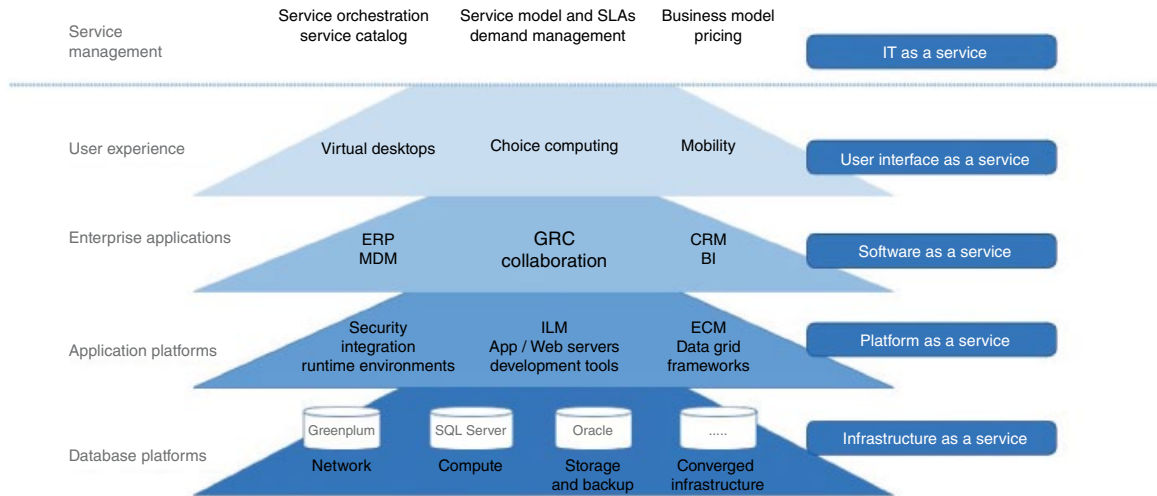 Service
management
Service orchestration
service catalog
Service model and SLAs
demand management
Business model
pricing
IT as a service
User experience
Virtual desktops
Choice computing
Mobility
User interface as a service
Enterprise applications
ERP
MDM
GRC
collaboration
CRM
BI
Software as a service
Application platforms
Security
integration
runtime environments
ILM
App / Web servers
development tools
ECM
Data grid
frameworks
Platform as a service
Database platforms
Greenplum
SQL Server
Oracle
.....
Network
Compute
Storage
and backup
Converged
infrastructure
Infrastructure as a service